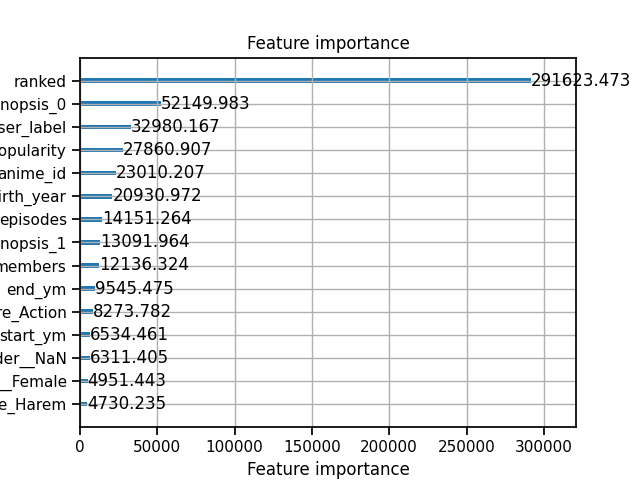 Feature importance
ranked 291623.473
nopsis_0 52149.983
ser_label 32980.167
opularity 27860.907
anime_id 23010.207
irth_year 20930.972
episodes 14151.264
nopsis_1 13091.964
members 12136.324
end_ym 9545.475
re_Action 8273.782
start_ym 6534.461
der__NaN 6311.405
__Female 4951.443
e_Harem 4730.235
0 50000 100000 150000 200000 250000 300000
Feature importance